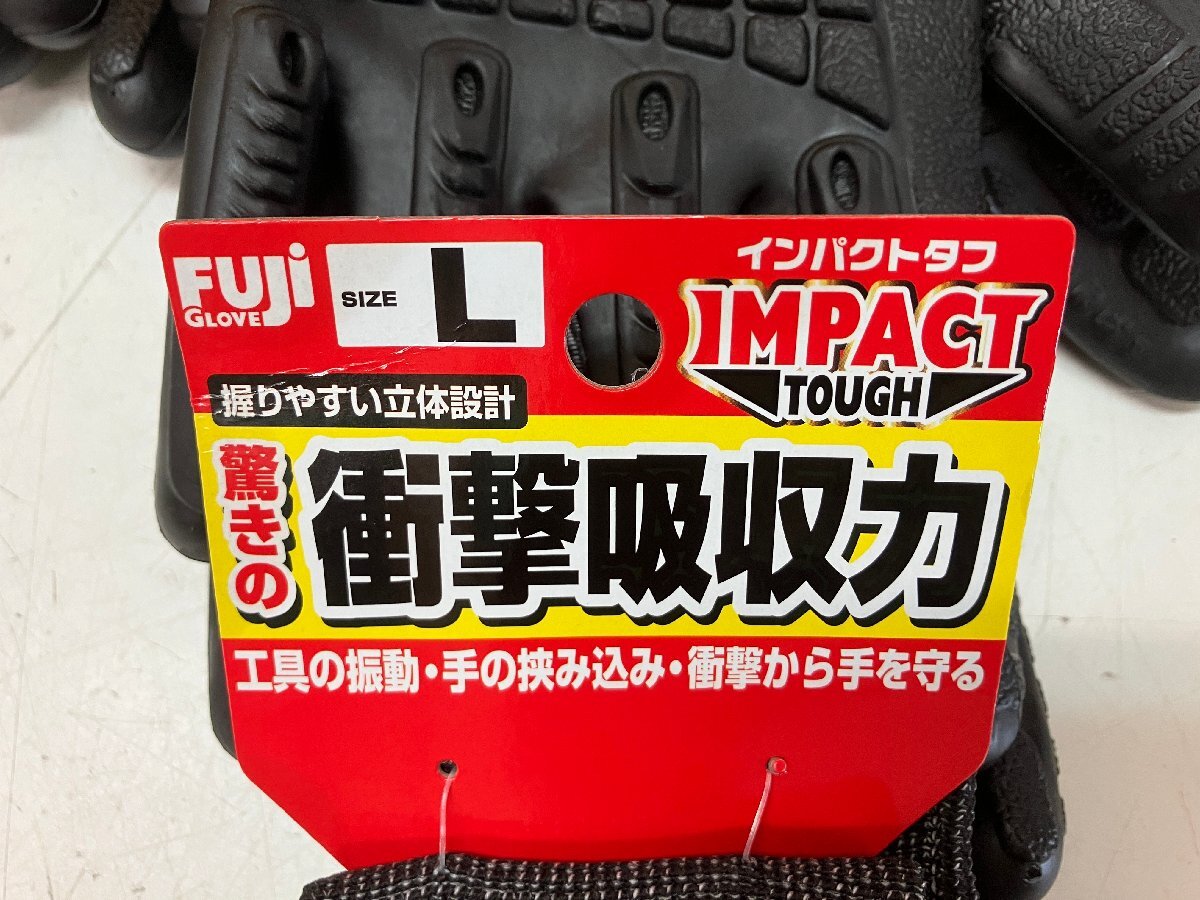 FUJI
GLOVE
SIZE L
インパクトタフ
IMPACT
TOUGH
握りやすい立体設計
驚きの
衝撃吸収力
工具の振動・手の挟み込み・衝撃から手を守る